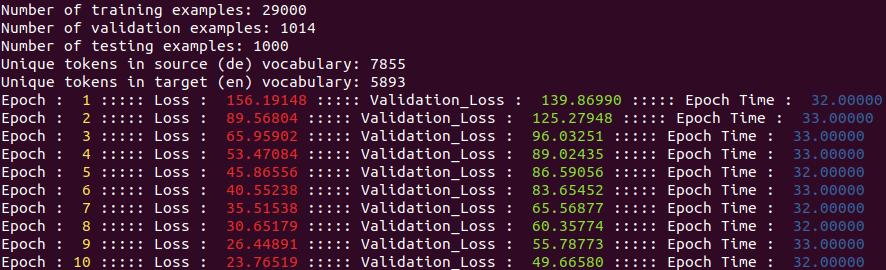 Number of training examples: 29000
Number of validation examples: 1014
Number of testing examples: 1000
Unique tokens in source (de) vocabulary: 7855
Unique tokens in target (en) vocabulary: 5893
Epoch :  1 ::::: Loss :  156.19148 ::::: Validation_Loss :  139.86990 ::::: Epoch Time :  32.00000
Epoch :  2 ::::: Loss :  89.56804 ::::: Validation_Loss :  125.27948 ::::: Epoch Time :  33.00000
Epoch :  3 ::::: Loss :  65.95902 ::::: Validation_Loss :  96.03251 ::::: Epoch Time :  33.00000
Epoch :  4 ::::: Loss :  53.47084 ::::: Validation_Loss :  89.02435 ::::: Epoch Time :  33.00000
Epoch :  5 ::::: Loss :  45.86556 ::::: Validation_Loss :  86.59056 ::::: Epoch Time :  32.00000
Epoch :  6 ::::: Loss :  40.55238 ::::: Validation_Loss :  83.65452 ::::: Epoch Time :  33.00000
Epoch :  7 ::::: Loss :  35.51538 ::::: Validation_Loss :  65.56877 ::::: Epoch Time :  33.00000
Epoch :  8 ::::: Loss :  30.65179 ::::: Validation_Loss :  60.35774 ::::: Epoch Time :  32.00000
Epoch :  9 ::::: Loss :  26.44891 ::::: Validation_Loss :  55.78773 ::::: Epoch Time :  33.00000
Epoch : 10 ::::: Loss :  23.76519 ::::: Validation_Loss :  49.66580 ::::: Epoch Time :  32.00000